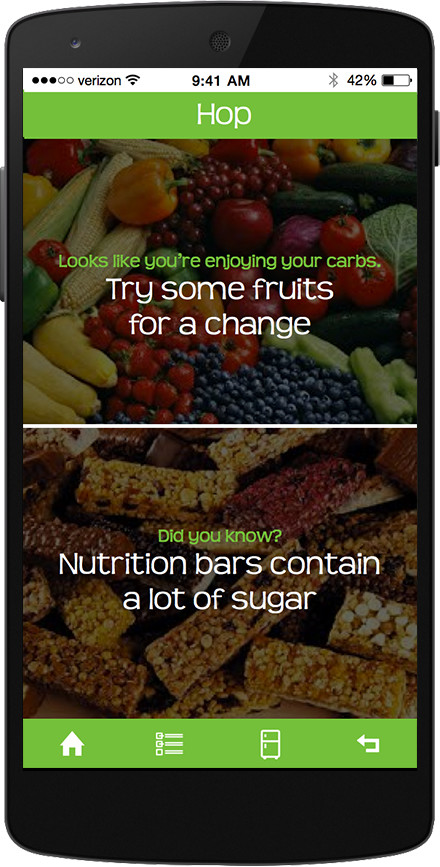 verizon 9:41 AM 42%
Hop
Looks like you're enjoying your carbs.
Try some fruits
for a change
Did you know?
Nutrition bars contain
a lot of sugar